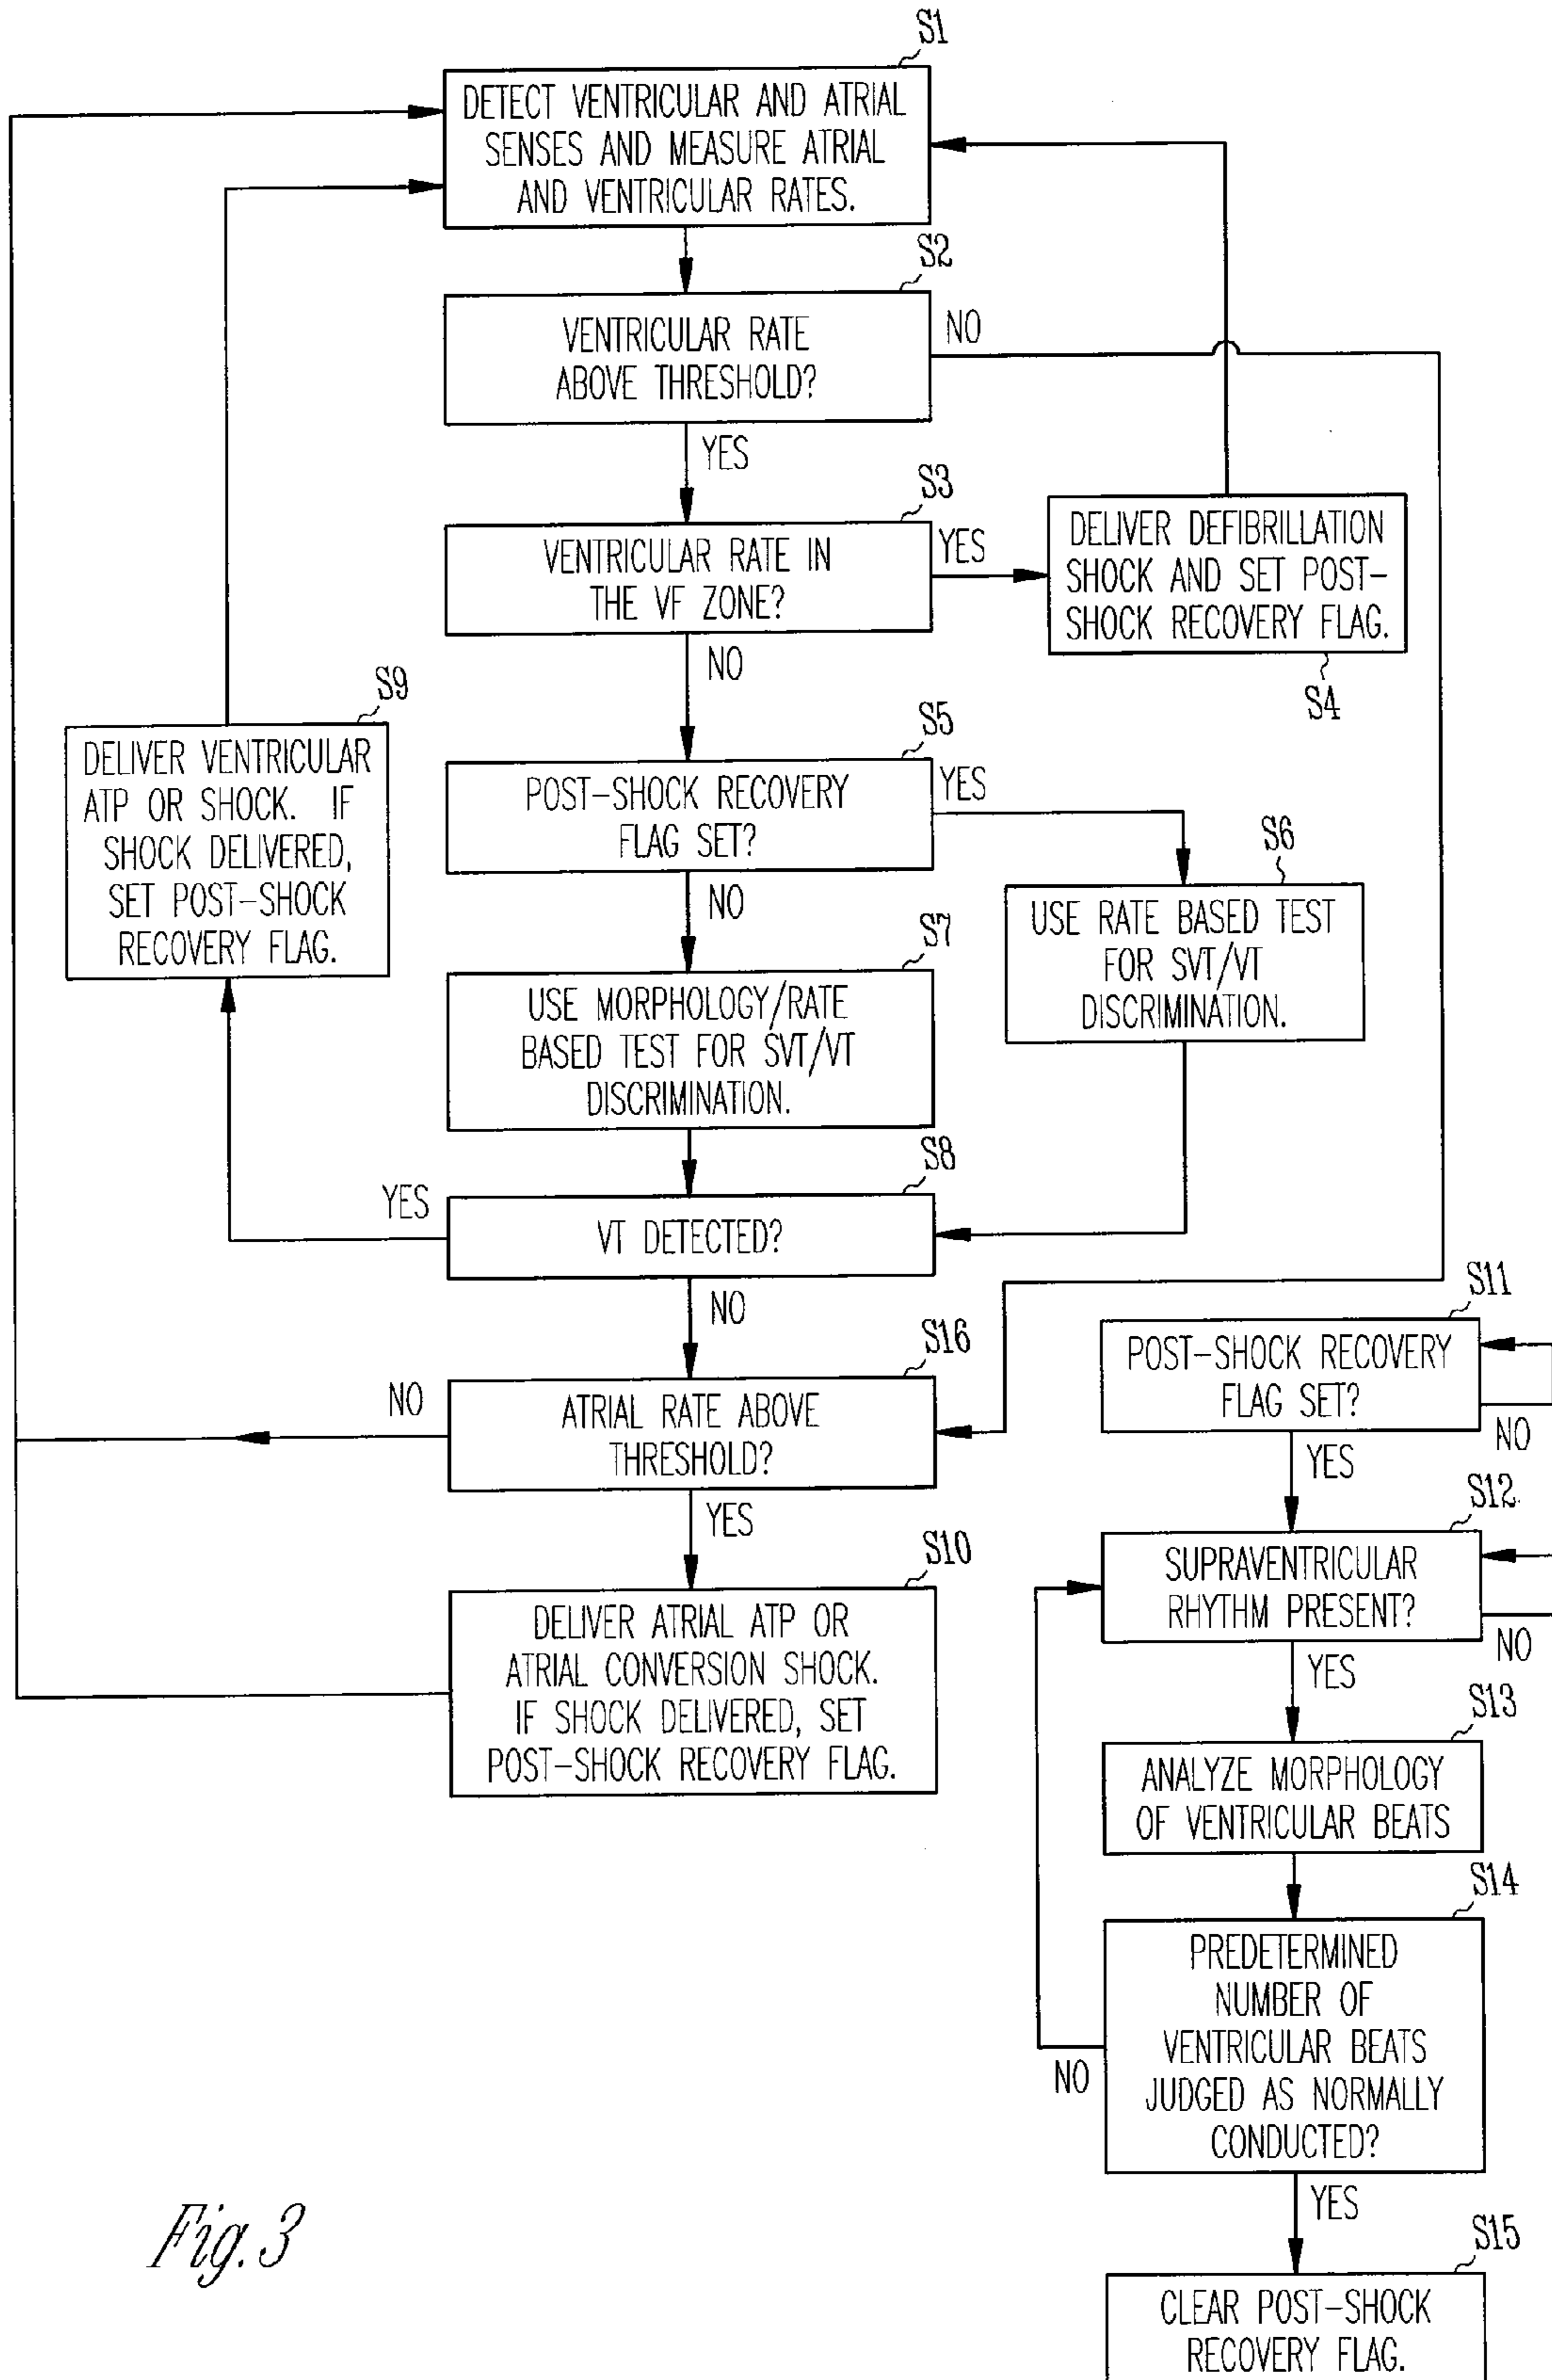 S1
DETECT VENTRICULAR AND ATRIAL
SENSES AND MEASURE ATRIAL
AND VENTRICULAR RATES.
S2
VENTRICULAR RATE
ABOVE THRESHOLD?
NO
YES
S3
VENTRICULAR RATE IN
THE VF ZONE?
YES
NO
DELIVER DEFIBRILLATION
SHOCK AND SET POST-
SHOCK RECOVERY FLAG.
S4
S9
DELIVER VENTRICULAR
ATP OR SHOCK. IF
SHOCK DELIVERED,
SET POST-SHOCK
RECOVERY FLAG.
S5
POST-SHOCK RECOVERY
FLAG SET?
YES
NO
S6
USE RATE BASED TEST
FOR SVT/VT
DISCRIMINATION.
S7
USE MORPHOLOGY/RATE
BASED TEST FOR SVT/VT
DISCRIMINATION.
S8
VT DETECTED?
YES
NO
S16
ATRIAL RATE ABOVE
THRESHOLD?
NO
YES
S10
DELIVER ATRIAL ATP OR
ATRIAL CONVERSION SHOCK.
IF SHOCK DELIVERED, SET
POST-SHOCK RECOVERY FLAG.
S11
POST-SHOCK RECOVERY
FLAG SET?
NO
YES
S12
SUPRAVENTRICULAR
RHYTHM PRESENT?
NO
YES
S13
ANALYZE MORPHOLOGY
OF VENTRICULAR BEATS
S14
PREDETERMINED
NUMBER OF
VENTRICULAR BEATS
JUDGED AS NORMALLY
CONDUCTED?
NO
YES
S15
CLEAR POST-SHOCK
RECOVERY FLAG.
Fig. 3